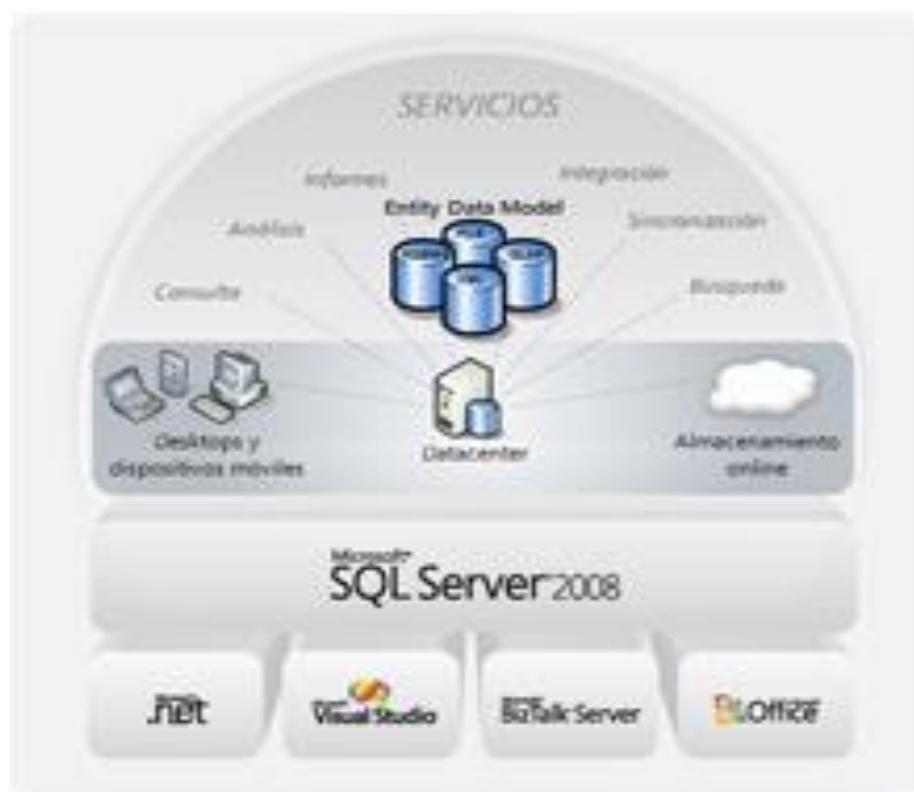 SERVICIOS
Informes
Integración
Entity Data Model
Análisis
Sincronización
Consulta
Búsqueda
Desktops y
dispositivos móviles
Datacenter
Almacenamiento
online
Microsoft
SQL Server 2008
.net
Visual Studio
BizTalk Server
Office